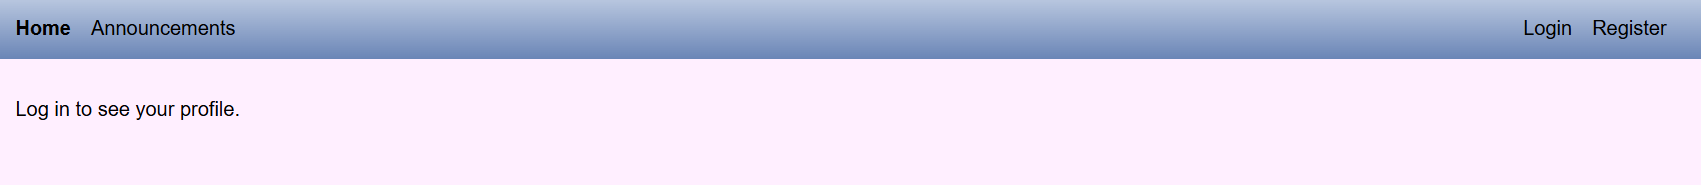 Home Announcements Login Register
Log in to see your profile.